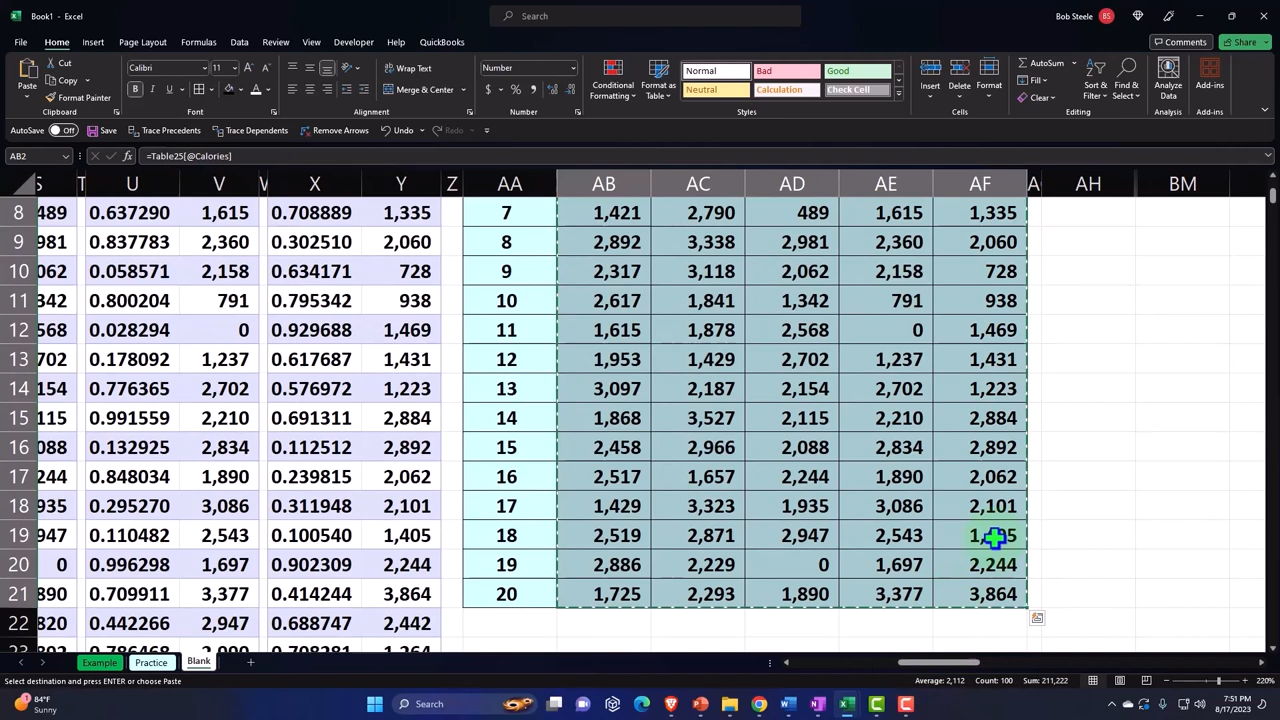 Book1 - Excel
Search
Bob Steele BS
File Home Insert Page Layout Formulas Data Review View Developer Help QuickBooks
Comments Share
Paste Cut Copy Format Painter
Clipboard
Calibri 11
B I U
Font
Wrap Text
Merge & Center
Alignment
Number
Number
Conditional Formatting Format as Table
Normal Bad Good
Neutral Calculation Check Cell
Styles
Insert Delete Format
Cells
AutoSum
Fill
Clear
Sort & Filter Find & Select
Editing
Analyze Data
Analysis
Add-ins
Add-ins
AutoSave Off Save Trace Precedents Trace Dependents Remove Arrows Undo Redo
AB2 fx =Table25[@Calories]
S T U V W X Y Z AA AB AC AD AE AF A AH BM
8 489 0.637290 1,615 0.708889 1,335 7 1,421 2,790 489 1,615 1,335
9 981 0.837783 2,360 0.302510 2,060 8 2,892 3,338 2,981 2,360 2,060
10 062 0.058571 2,158 0.634171 728 9 2,317 3,118 2,062 2,158 728
11 342 0.800204 791 0.795342 938 10 2,617 1,841 1,342 791 938
12 568 0.028294 0 0.929688 1,469 11 1,615 1,878 2,568 0 1,469
13 702 0.178092 1,237 0.617687 1,431 12 1,953 1,429 2,702 1,237 1,431
14 154 0.776365 2,702 0.576972 1,223 13 3,097 2,187 2,154 2,702 1,223
15 115 0.991559 2,210 0.691311 2,884 14 1,868 3,527 2,115 2,210 2,884
16 088 0.132925 2,834 0.112512 2,892 15 2,458 2,966 2,088 2,834 2,892
17 244 0.848034 1,890 0.239815 2,062 16 2,517 1,657 2,244 1,890 2,062
18 935 0.295270 3,086 0.311948 2,101 17 1,429 3,323 1,935 3,086 2,101
19 947 0.110482 2,543 0.100540 1,405 18 2,519 2,871 2,947 2,543
20 0 0.996298 1,697 0.902309 2,244 19 2,886 2,229 0 1,697 2,244
21 890 0.709911 3,377 0.414244 3,864 20 1,725 2,293 1,890 3,377 3,864
22 820 0.442266 2,947 0.688747 2,442
Example Practice Blank
Select destination and press ENTER or choose Paste
Average: 2,112 Count: 100 Sum: 211,222 220%
84°F
Sunny
Search
7:51 PM
8/17/2023